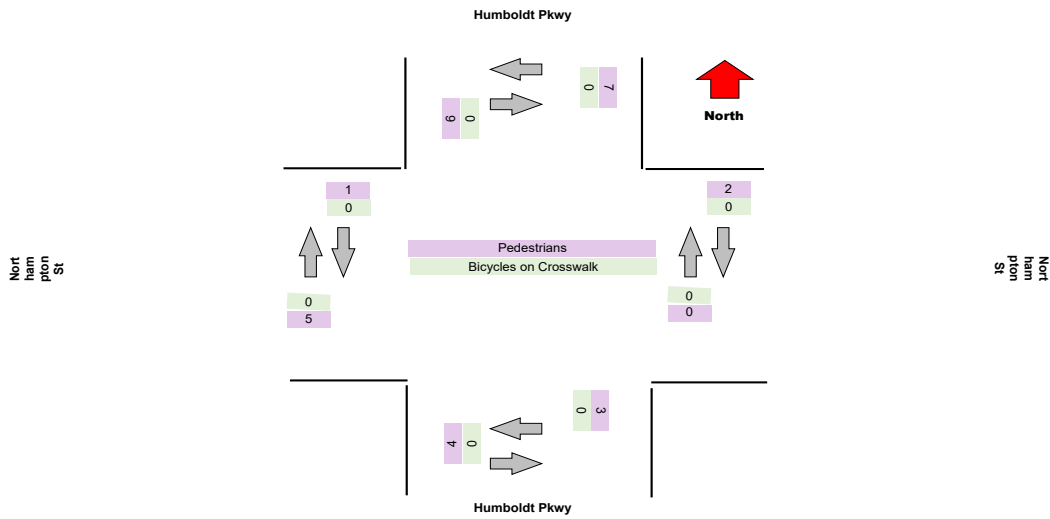 Humboldt Pkwy
0
7
6
0
North
1
0
2
0
Nort
ham
pton
St
Pedestrians
Bicycles on Crosswalk
Nort
ham
pton
St
0
5
0
0
0
3
4
0
Humboldt Pkwy